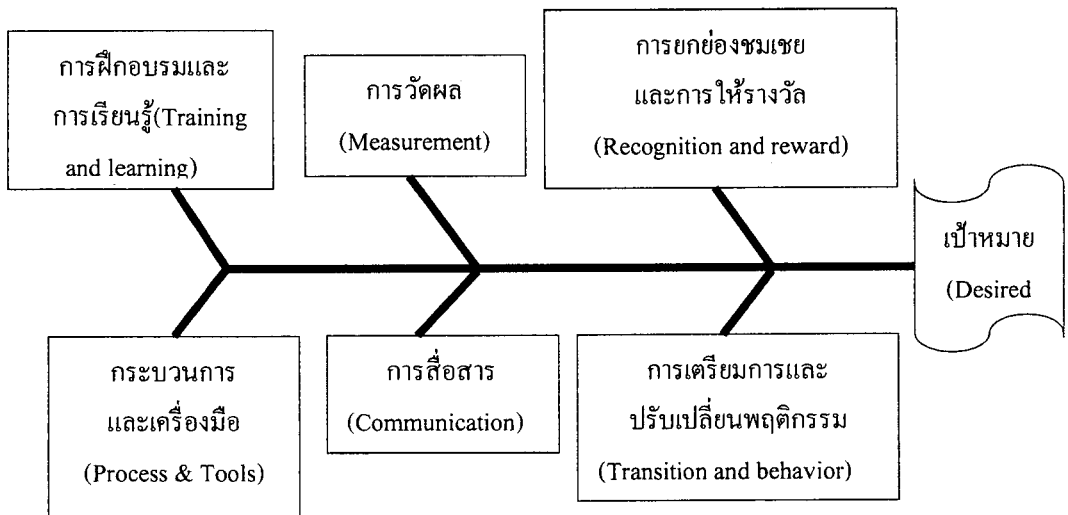 การฝึกอบรมและ
การเรียนรู้(Training
and learning)
การวัดผล
(Measurement)
การยกย่องชมเชย
และการให้รางวัล
(Recognition and reward)
เป้าหมาย
(Desired
กระบวนการ
และเครื่องมือ
(Process & Tools)
การสื่อสาร
(Communication)
การเตรียมการและ
ปรับเปลี่ยนพฤติกรรม
(Transition and behavior)